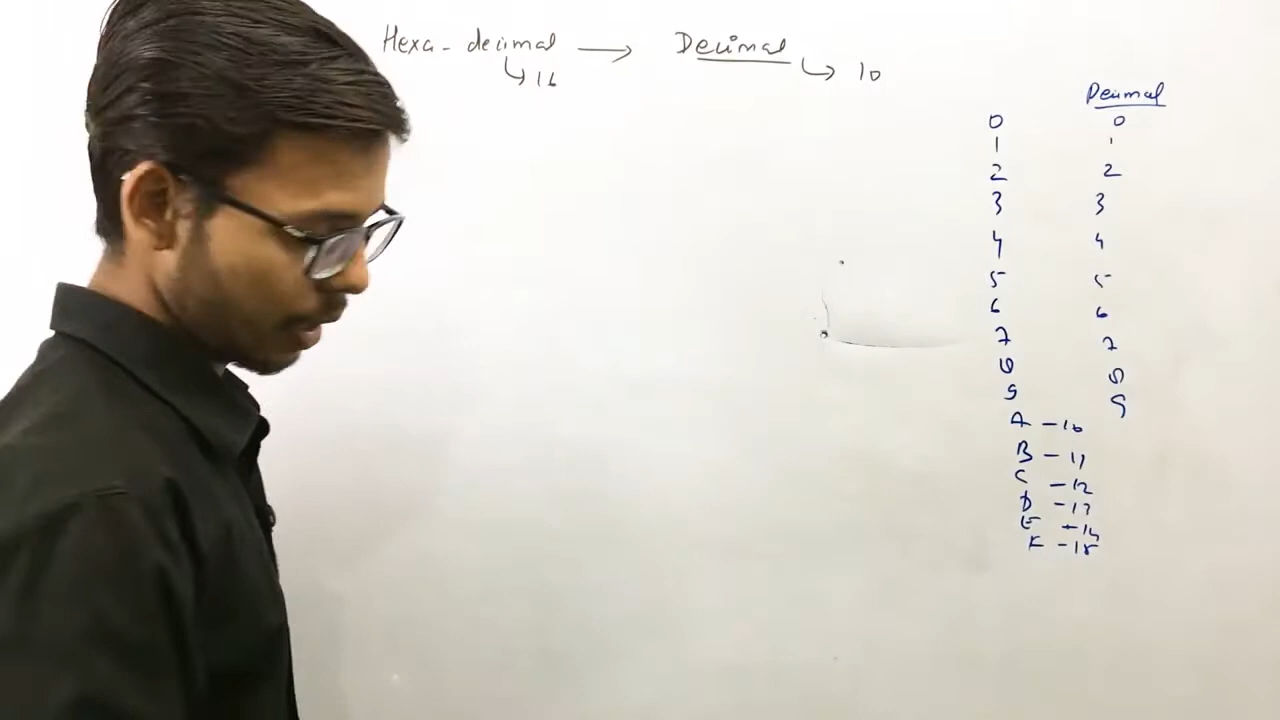 Hexa-decimal → Decimal
↳ 16 ↳ 10
Decimal
0 0
1 1
2 2
3 3
4 4
5 5
6 6
7 7
8 8
9 9
A - 10
B - 11
C - 12
D - 13
E - 14
F - 15